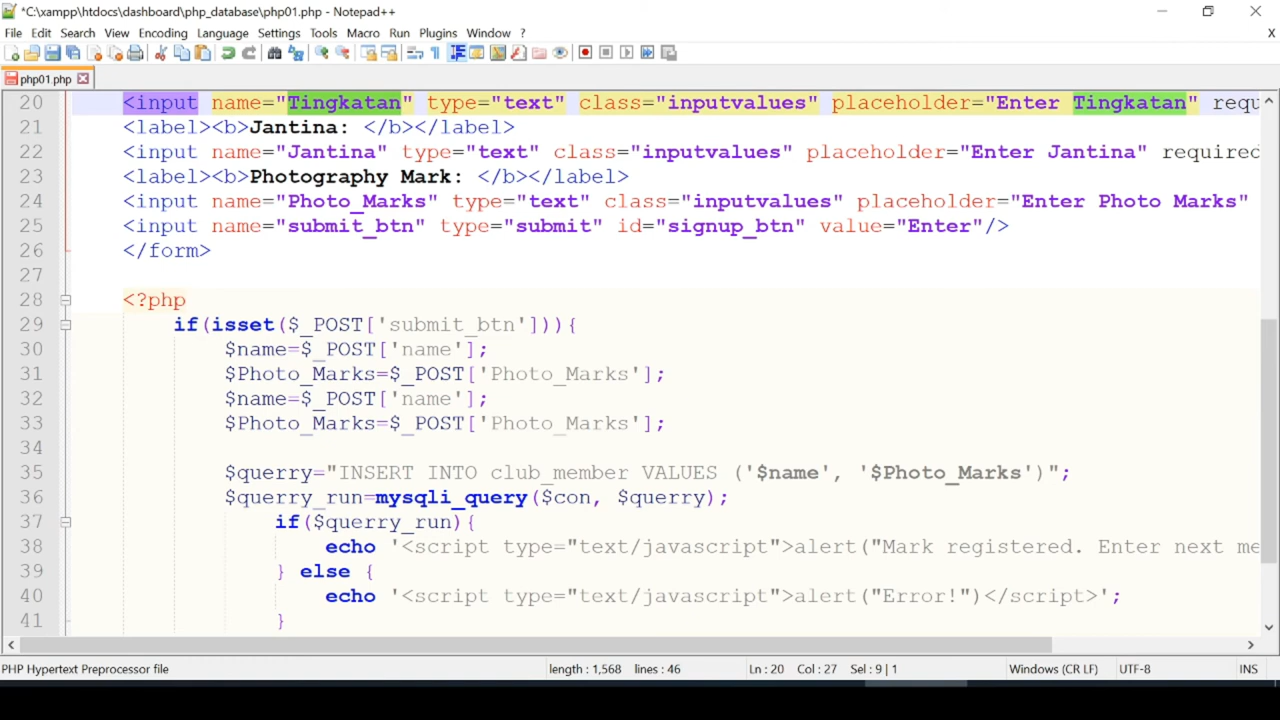 *C:\xampp\htdocs\dashboard\php_database\php01.php - Notepad++
File Edit Search View Encoding Language Settings Tools Macro Run Plugins Window ? X
php01.php
20 <input name="Tingkatan" type="text" class="inputvalues" placeholder="Enter Tingkatan" requ
21 <label><b>Jantina: </b></label>
22 <input name="Jantina" type="text" class="inputvalues" placeholder="Enter Jantina" required
23 <label><b>Photography Mark: </b></label>
24 <input name="Photo_Marks" type="text" class="inputvalues" placeholder="Enter Photo Marks"
25 <input name="submit_btn" type="submit" id="signup_btn" value="Enter"/>
26 </form>
27
28 <?php
29 if(isset($_POST['submit_btn'])){
30 $name=$_POST['name'];
31 $Photo_Marks=$_POST['Photo_Marks'];
32 $name=$_POST['name'];
33 $Photo_Marks=$_POST['Photo_Marks'];
34
35 $querry="INSERT INTO club_member VALUES ('$name', '$Photo_Marks')";
36 $querry_run=mysqli_query($con, $querry);
37 if($querry_run){
38 echo '<script type="text/javascript">alert("Mark registered. Enter next me
39 } else {
40 echo '<script type="text/javascript">alert("Error!")</script>';
41 }
PHP Hypertext Preprocessor file length : 1,568 lines : 46 Ln : 20 Col : 27 Sel : 9 | 1 Windows (CR LF) UTF-8 INS